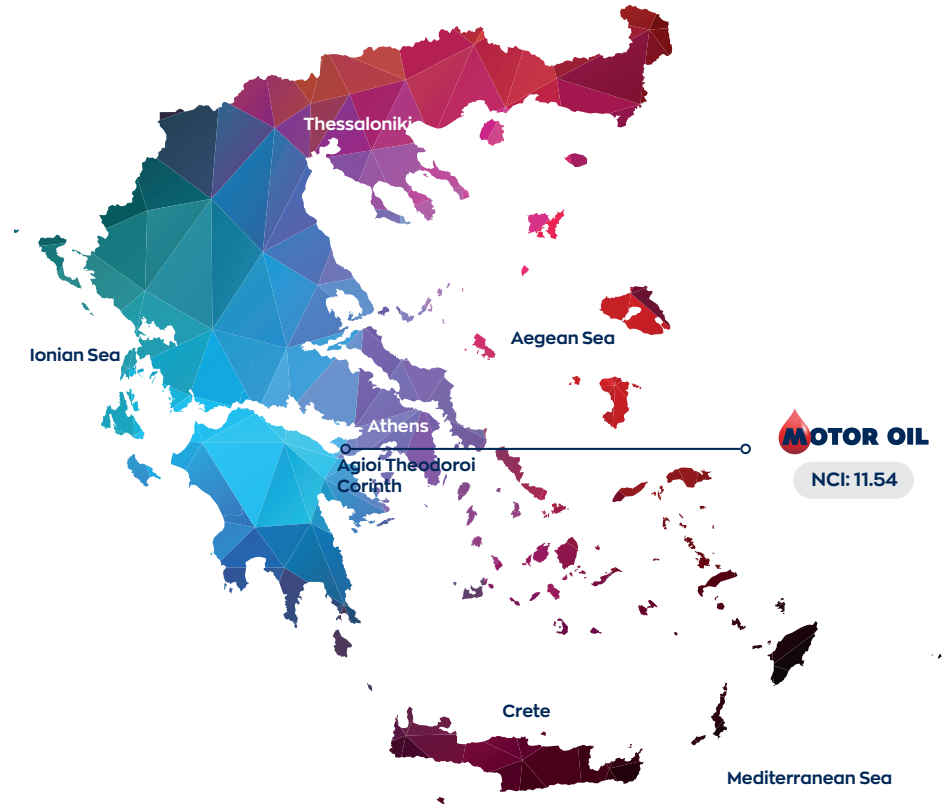 Thessaloniki
Aegean Sea
Ionian Sea
Athens
MOTOR OIL
Agioi Theodoroi
Corinth
NCI: 11.54
Crete
Mediterranean Sea